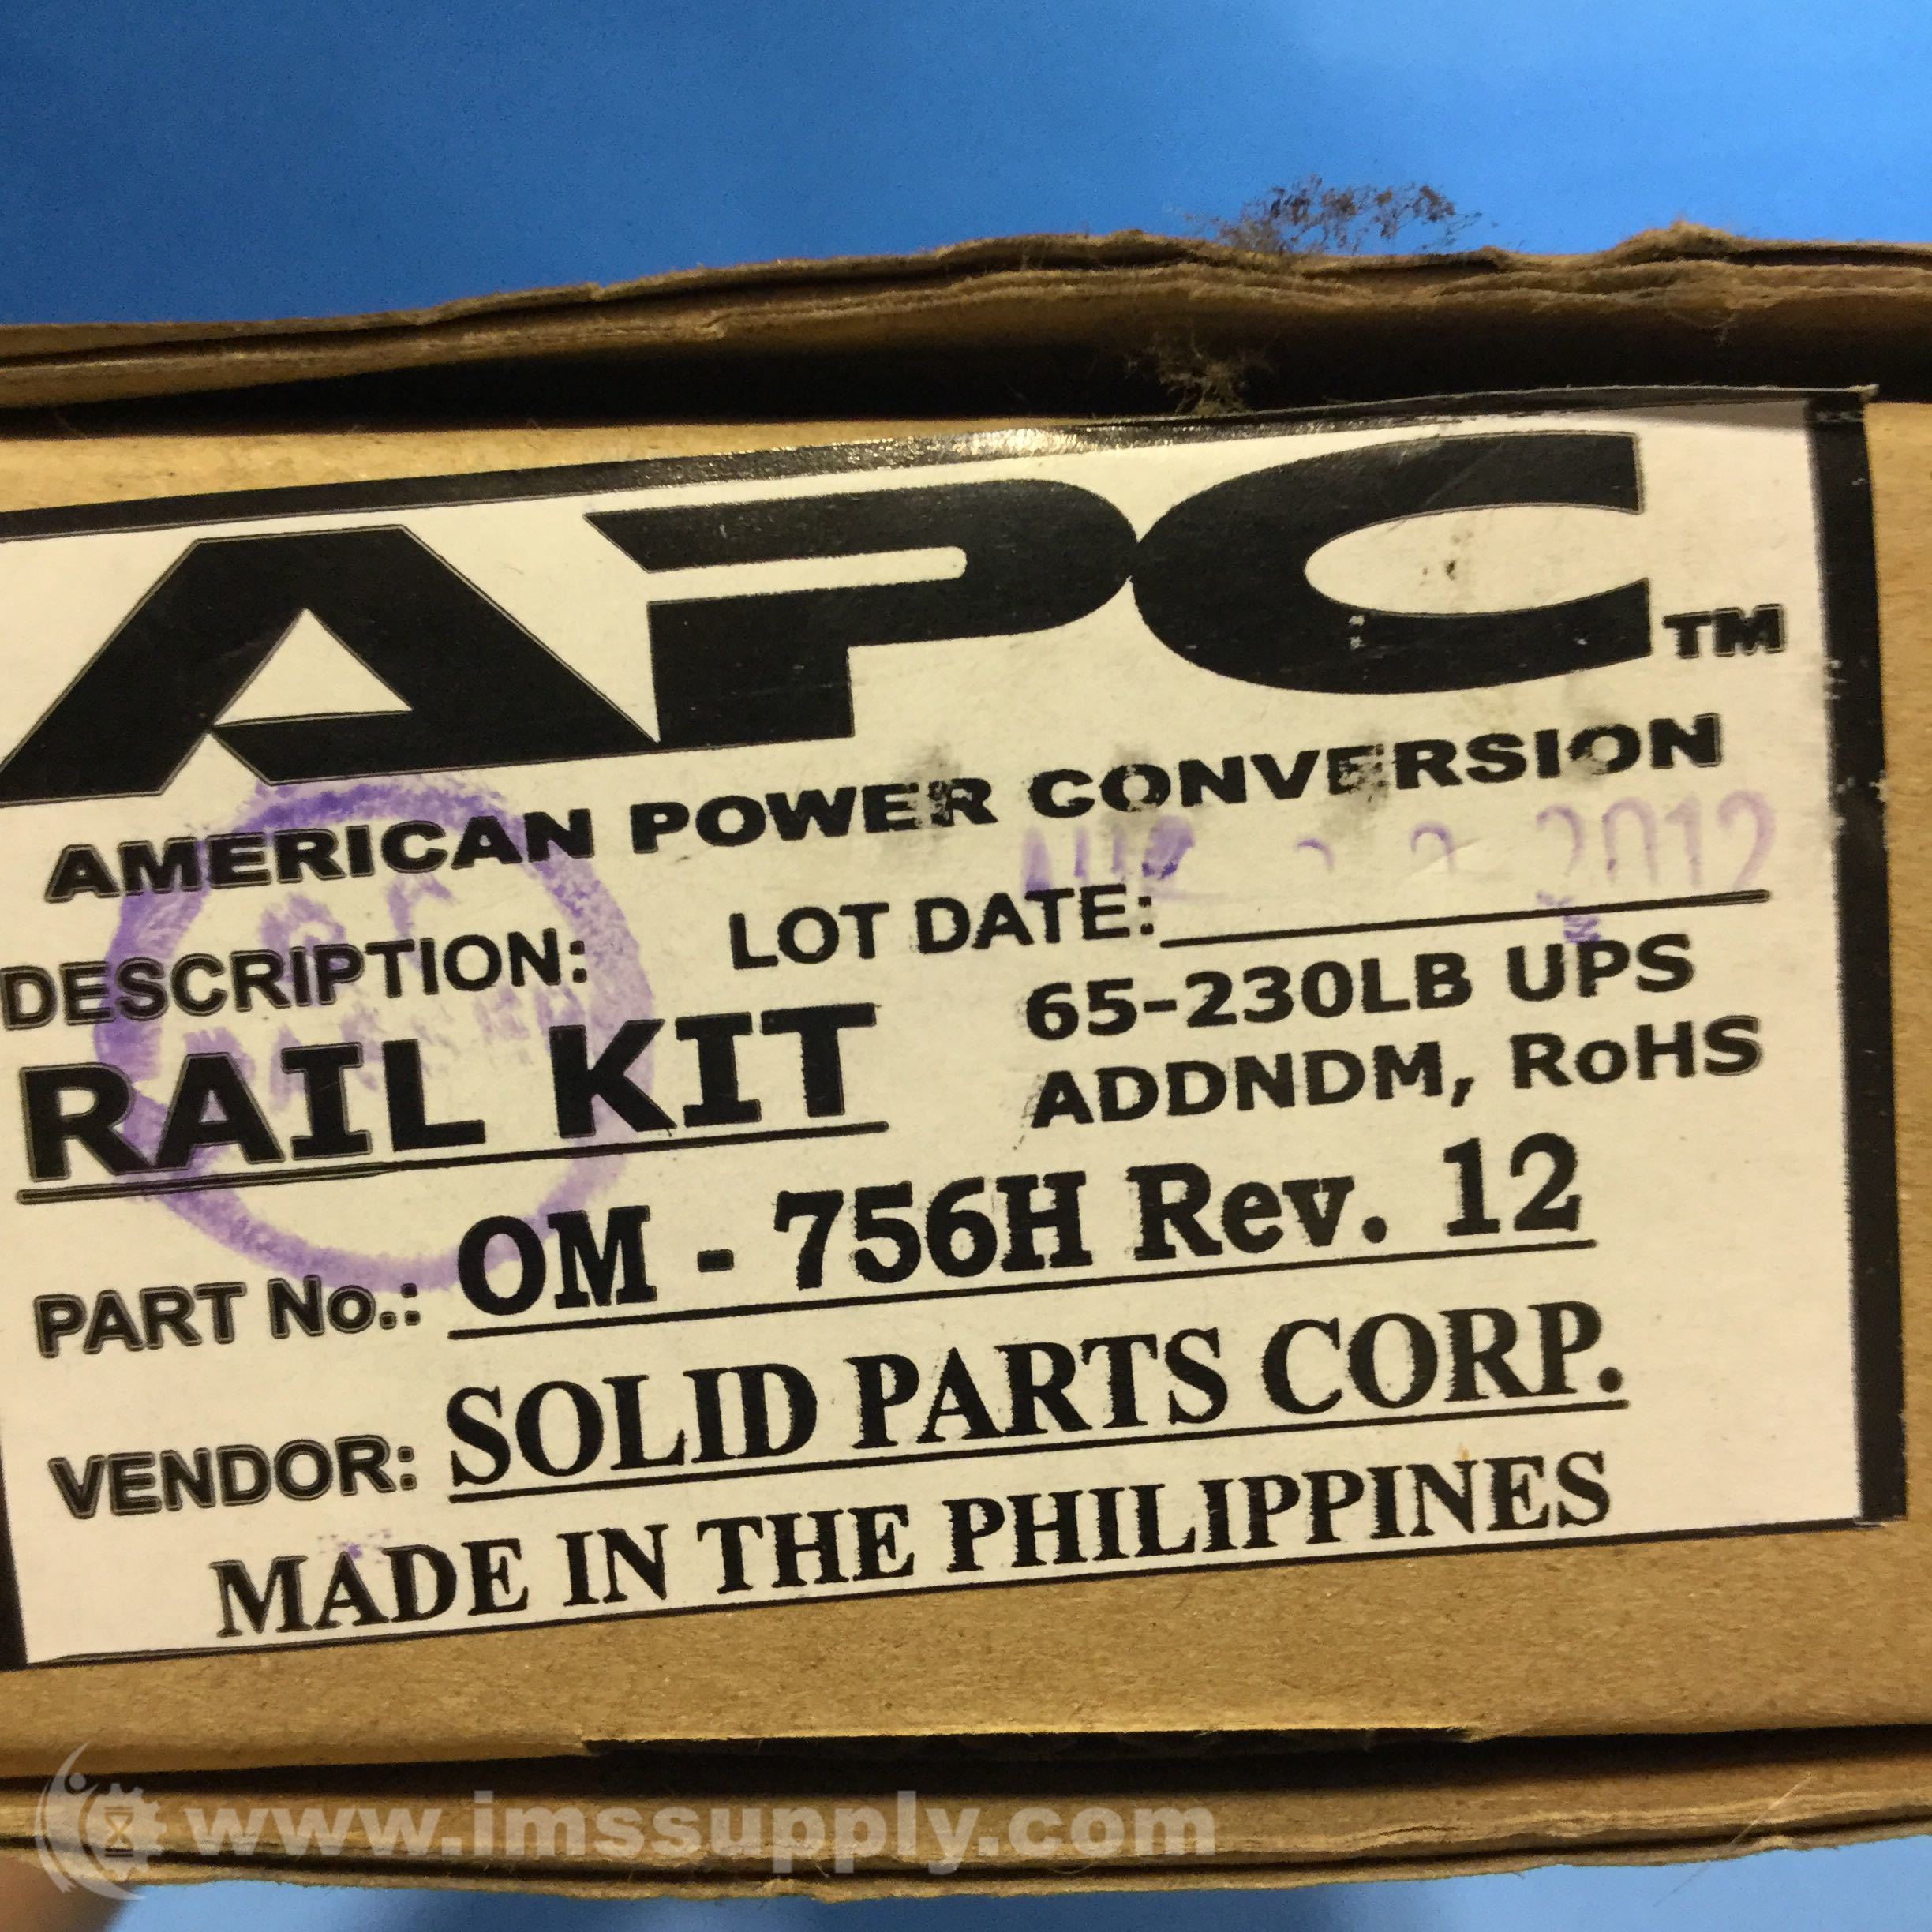 APC™
AMERICAN POWER CONVERSION
2012
DESCRIPTION: LOT DATE:
RAIL KIT
65-230LB UPS
ADDNDM, RoHS
PART No.: OM - 756H Rev. 12
VENDOR: SOLID PARTS CORP.
MADE IN THE PHILIPPINES
www.imssupply.com